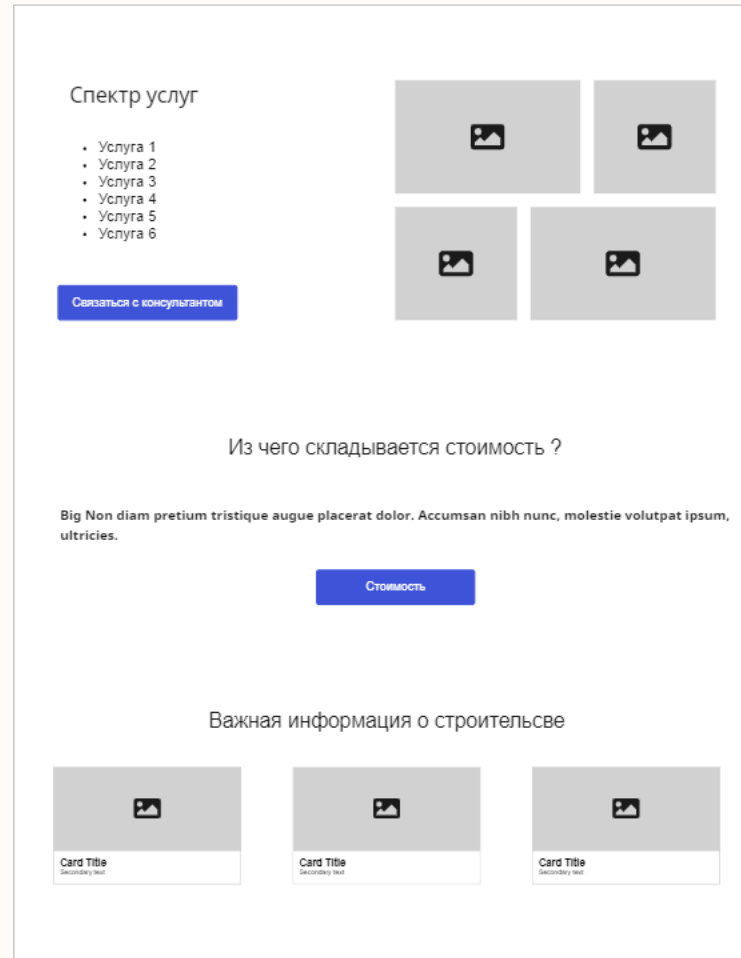 Спектр услуг
Услуга 1
Услуга 2
Услуга 3
Услуга 4
Услуга 5
Услуга 6
Связаться с консультантом
Из чего складывается стоимость ?
Big Non diam pretium tristique augue placerat dolor. Accumsan nibh nunc, molestie volutpat ipsum,
ultricies.
Стоимость
Важная информация о строительсве
Card Title
Secondary text
Card Title
Secondary text
Card Title
Secondary text